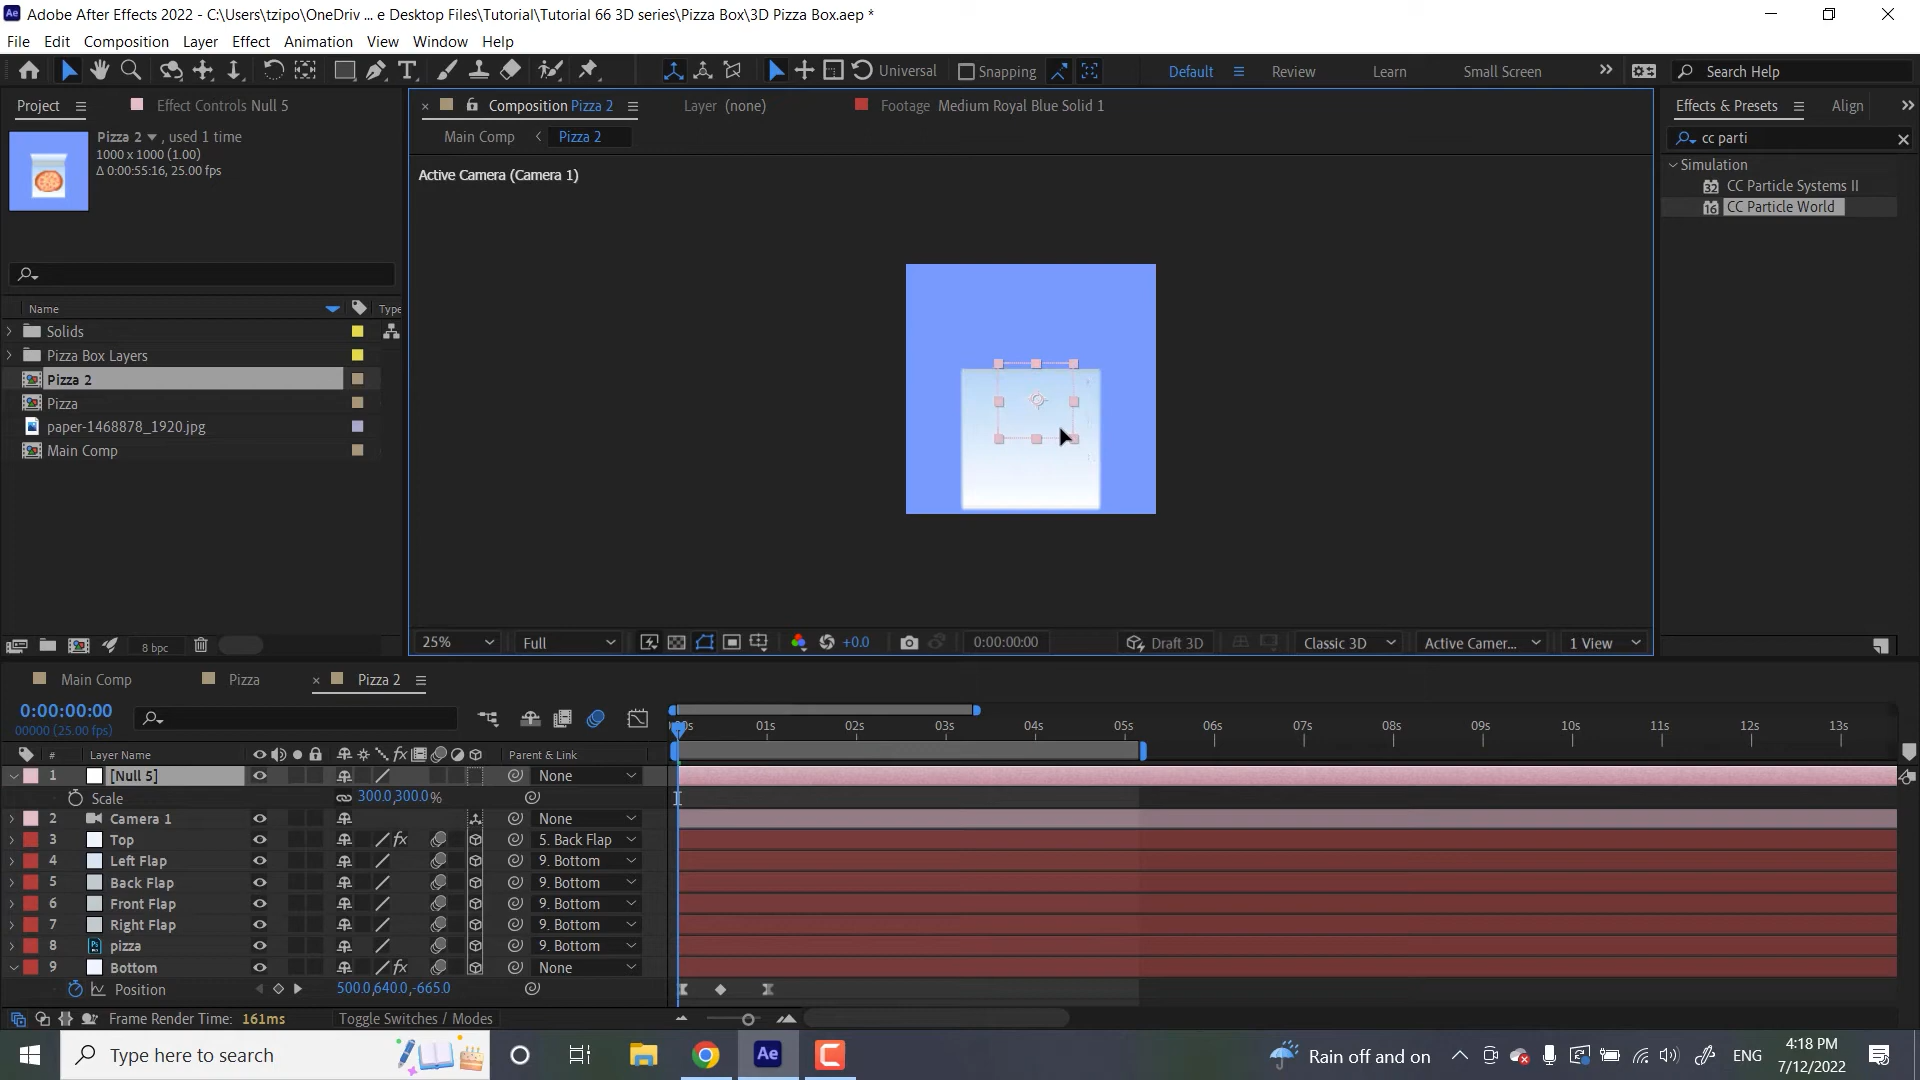 Adobe After Effects 2022 - C:\Users\tzipo\OneDriv ... e Desktop Files\Tutorial\Tutorial 66 3D series\Pizza Box\3D Pizza Box.aep *
File Edit Composition Layer Effect Animation View Window Help
Universal Snapping Default Review Learn Small Screen Search Help
Project Effect Controls Null 5 Composition Pizza 2 Layer (none) Footage Medium Royal Blue Solid 1 Effects & Presets Align
Pizza 2 , used 1 time
1000 x 1000 (1.00)
Δ 0:00:55:16, 25.00 fps
Main Comp Pizza 2
cc parti
Simulation
32 CC Particle Systems II
16 CC Particle World
Active Camera (Camera 1)
Name Type
Solids
Pizza Box Layers
Pizza 2
Pizza
paper-1468878_1920.jpg
Main Comp
8 bpc
25% Full +0.0 0:00:00:00 Draft 3D Classic 3D Active Camer... 1 View
Main Comp Pizza Pizza 2
0:00:00:00
00000 (25.00 fps)
01s 02s 03s 04s 05s 06s 07s 08s 09s 10s 11s 12s 13s
# Layer Name Parent & Link
1 [Null 5] None
Scale 300.0,300.0%
2 Camera 1 None
3 Top fx 5. Back Flap
4 Left Flap 9. Bottom
5 Back Flap 9. Bottom
6 Front Flap 9. Bottom
7 Right Flap 9. Bottom
8 pizza 9. Bottom
9 Bottom fx None
Position 500.0,640.0,-665.0
Frame Render Time: 161ms Toggle Switches / Modes
Type here to search
Rain off and on ENG
4:18 PM
7/12/2022